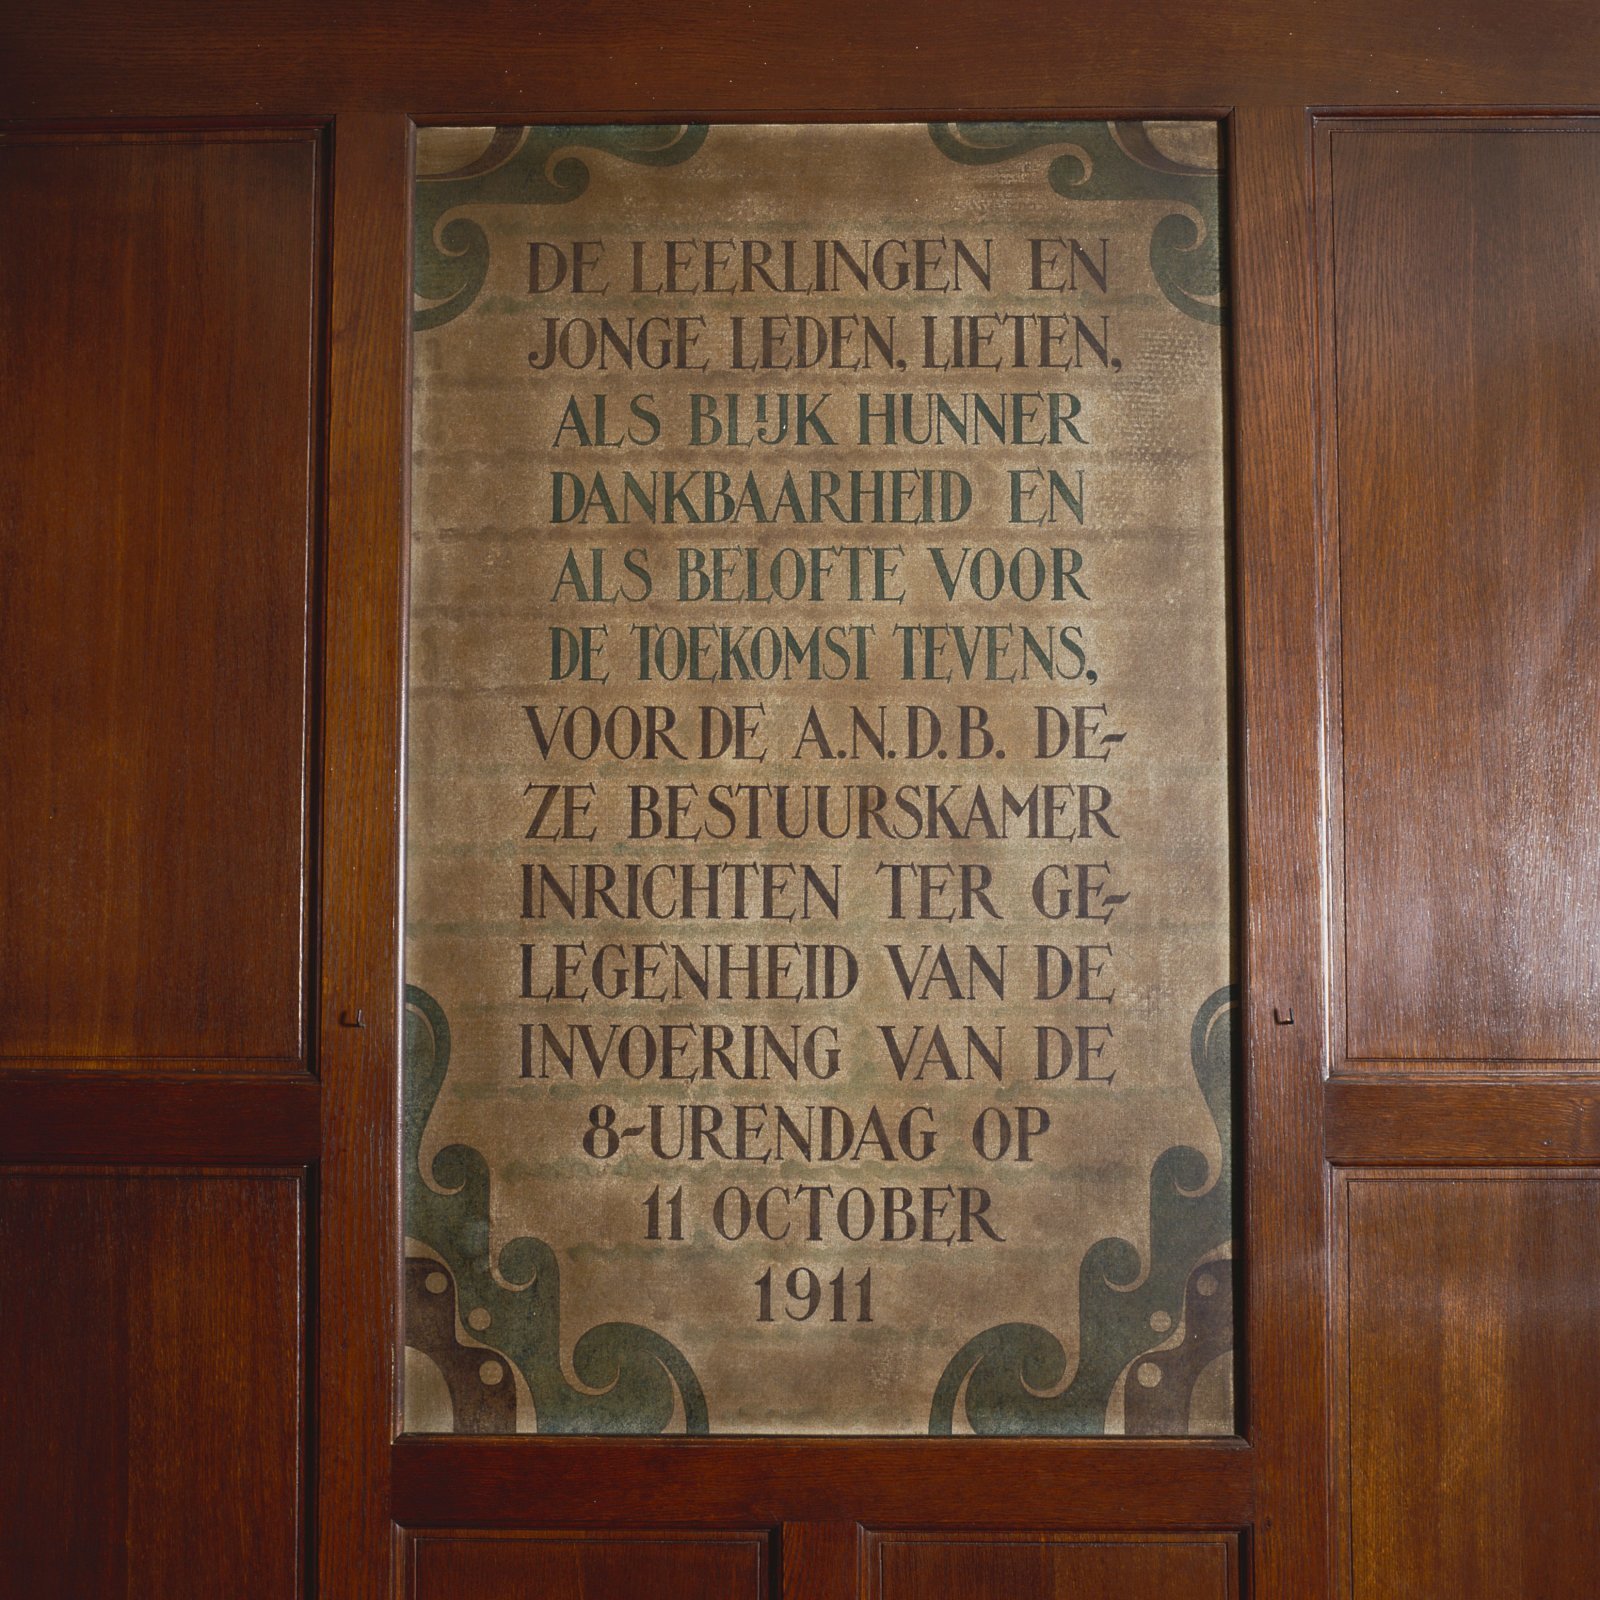 DE LEERLINGEN EN
JONGE LEDEN, LIETEN,
ALS BLIJK HUNNER
DANKBAARHEID EN
ALS BELOFTE VOOR
DE TOEKOMST TEVENS,
VOOR DE A.N.D.B. DE-
ZE BESTUURSKAMER
INRICHTEN TER GE-
LEGENHEID VAN DE
INVOERING VAN DE
8-URENDAG OP
11 OCTOBER
1911